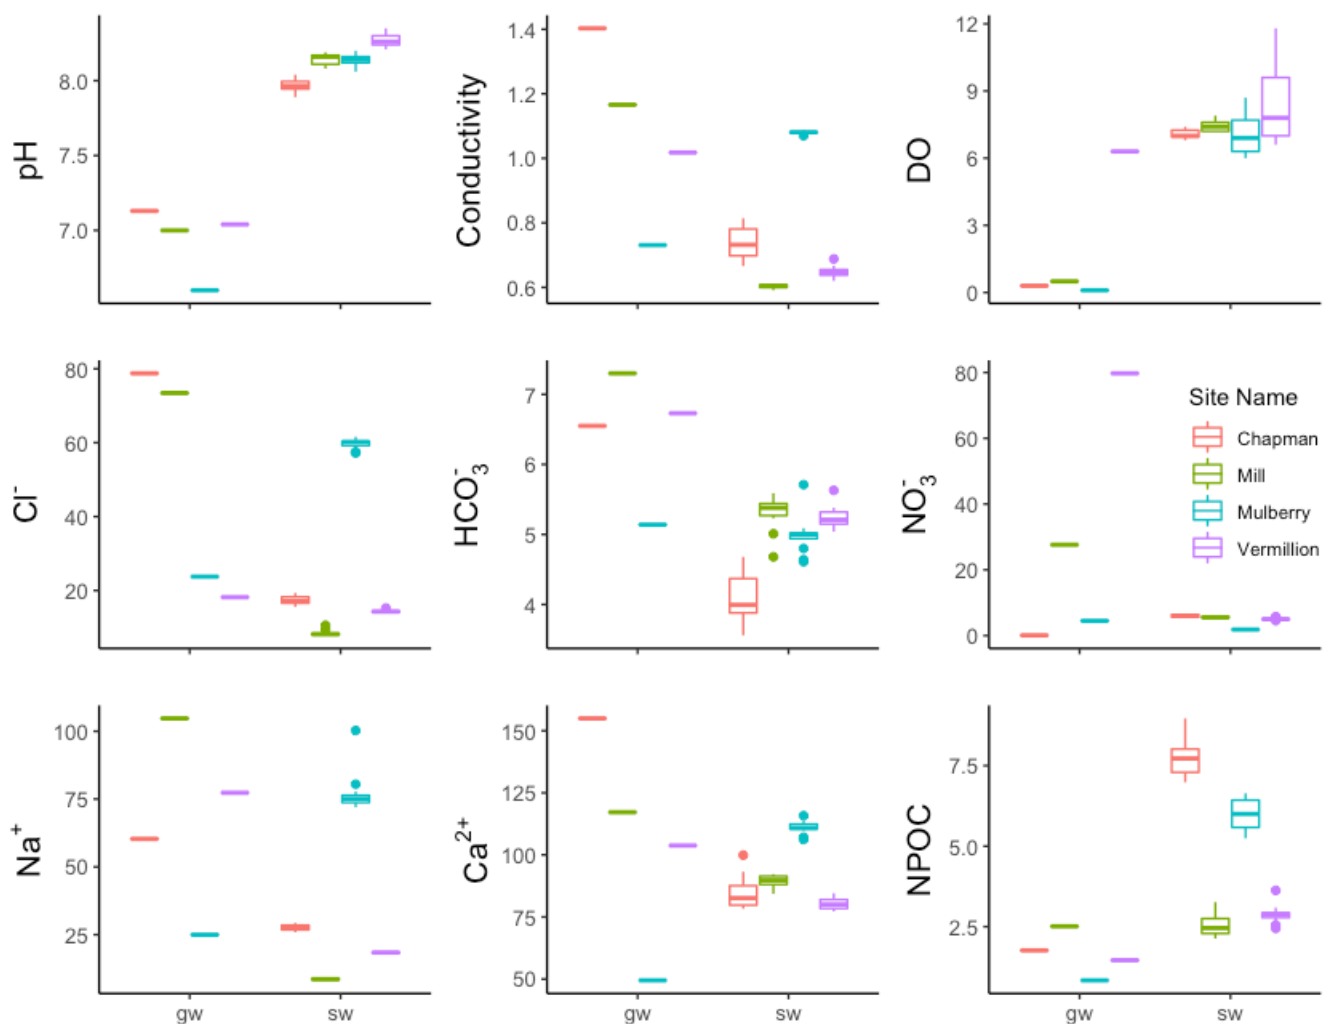 pH
8.0
7.5
7.0
Conductivity
1.4
1.2
1.0
0.8
0.6
DO
12
9
6
3
0
Cl⁻
80
60
40
20
HCO₃⁻
7
6
5
4
NO₃⁻
80
60
40
20
0
Site Name
Chapman
Mill
Mulberry
Vermillion
Na⁺
100
75
50
25
gw sw
Ca²⁺
150
125
100
75
50
gw sw
NPOC
7.5
5.0
2.5
gw sw